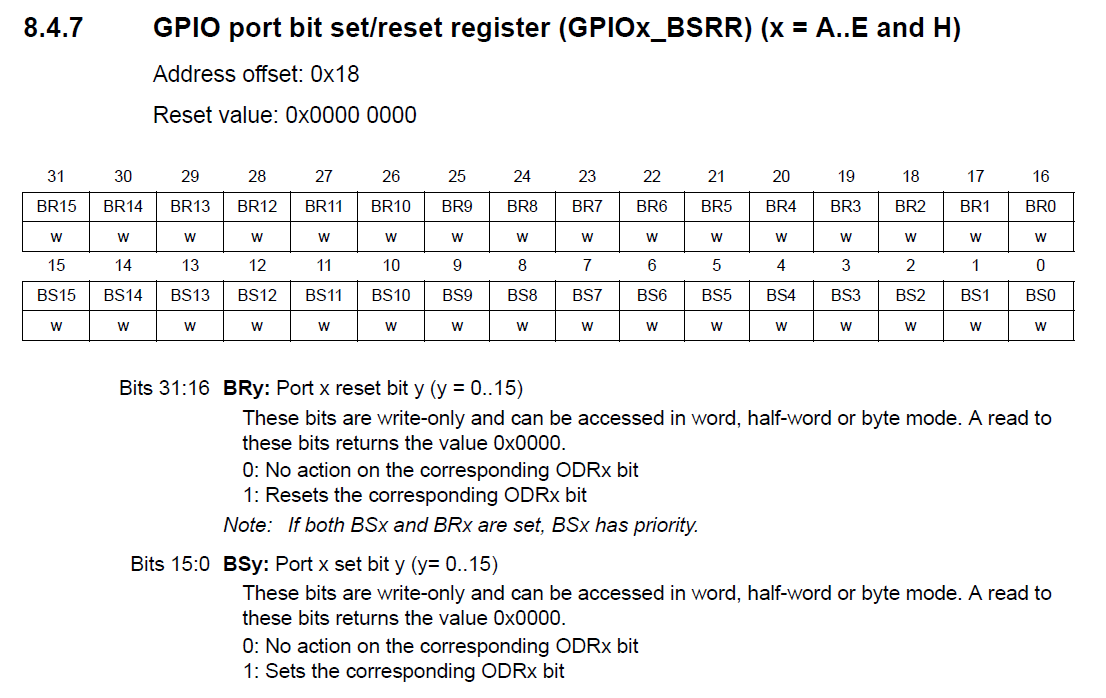 8.4.7 GPIO port bit set/reset register (GPIOx_BSRR) (x = A..E and H)
Address offset: 0x18
Reset value: 0x0000 0000
31 30 29 28 27 26 25 24 23 22 21 20 19 18 17 16
BR15 BR14 BR13 BR12 BR11 BR10 BR9 BR8 BR7 BR6 BR5 BR4 BR3 BR2 BR1 BR0
w w w w w w w w w w w w w w w w
15 14 13 12 11 10 9 8 7 6 5 4 3 2 1 0
BS15 BS14 BS13 BS12 BS11 BS10 BS9 BS8 BS7 BS6 BS5 BS4 BS3 BS2 BS1 BS0
w w w w w w w w w w w w w w w w
Bits 31:16 BRy: Port x reset bit y (y = 0..15)
These bits are write-only and can be accessed in word, half-word or byte mode. A read to
these bits returns the value 0x0000.
0: No action on the corresponding ODRx bit
1: Resets the corresponding ODRx bit
Note: If both BSx and BRx are set, BSx has priority.
Bits 15:0 BSy: Port x set bit y (y= 0..15)
These bits are write-only and can be accessed in word, half-word or byte mode. A read to
these bits returns the value 0x0000.
0: No action on the corresponding ODRx bit
1: Sets the corresponding ODRx bit